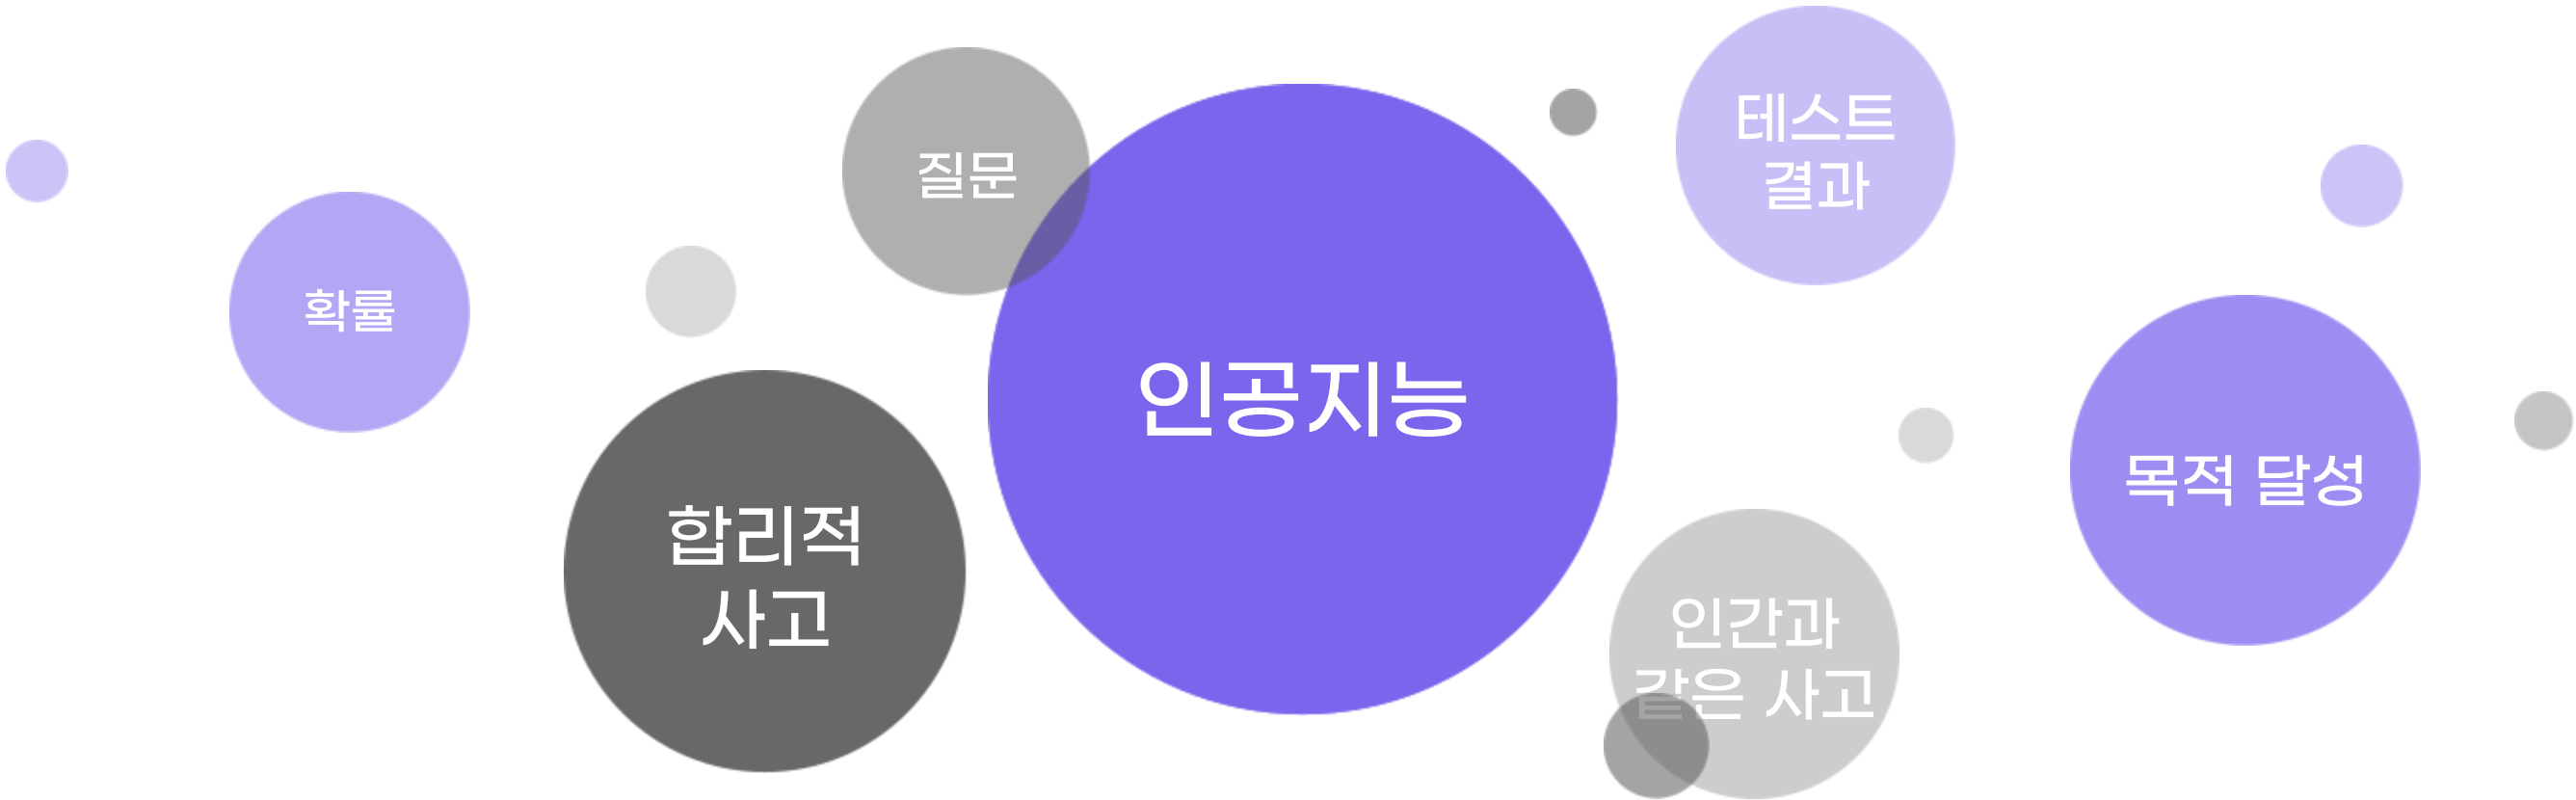 확률
질문
합리적
사고
인공지능
테스트
결과
인간과
같은 사고
목적 달성